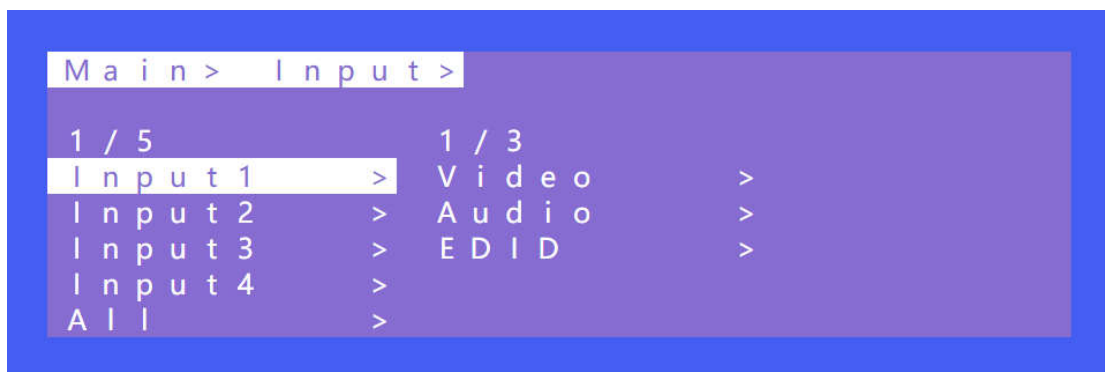 Main> Input>
1/5 1/3
Input1 > Video >
Input2 > Audio >
Input3 > EDID >
Input4 >
All >